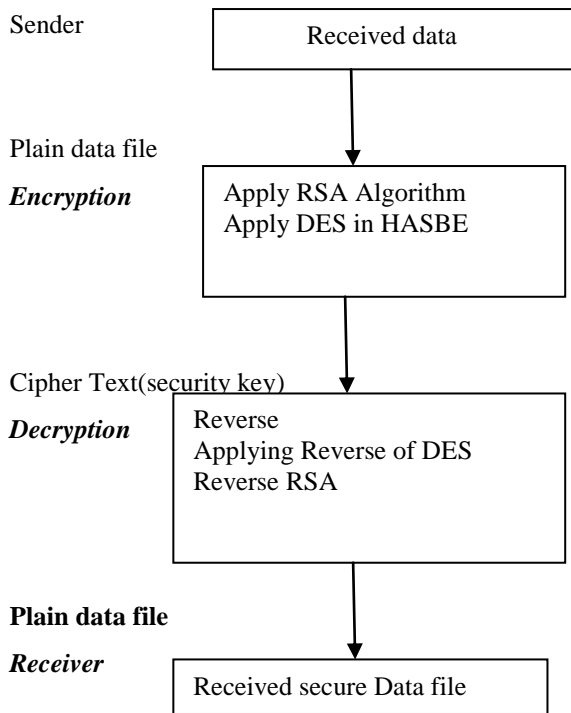 Sender
Received data
Plain data file
Encryption
Apply RSA Algorithm
Apply DES in HASBE
Cipher Text(security key)
Decryption
Reverse
Applying Reverse of DES
Reverse RSA
Plain data file
Receiver
Received secure Data file